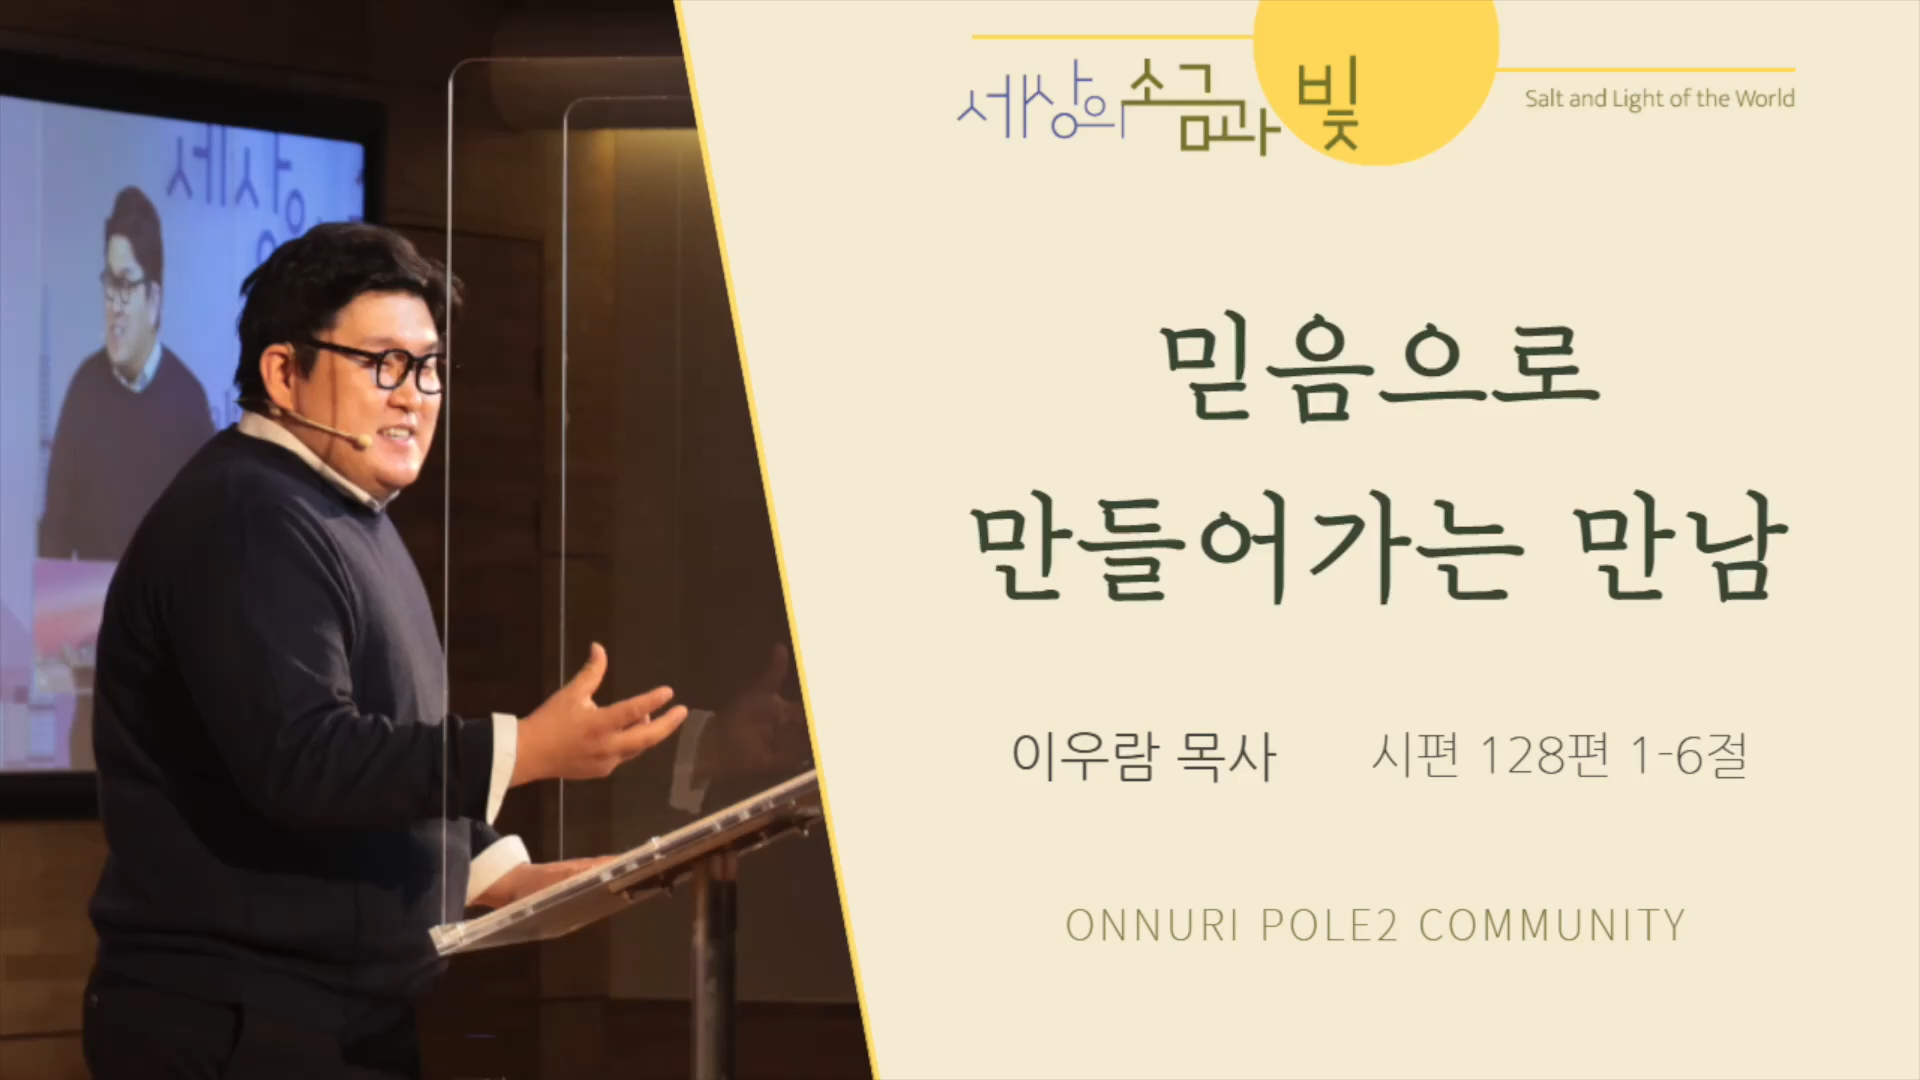 세상의 소금과 빛
Salt and Light of the World
세상
믿음으로
만들어가는 만남
이우람 목사
시편 128편 1-6절
ONNURI POLE2 COMMUNITY